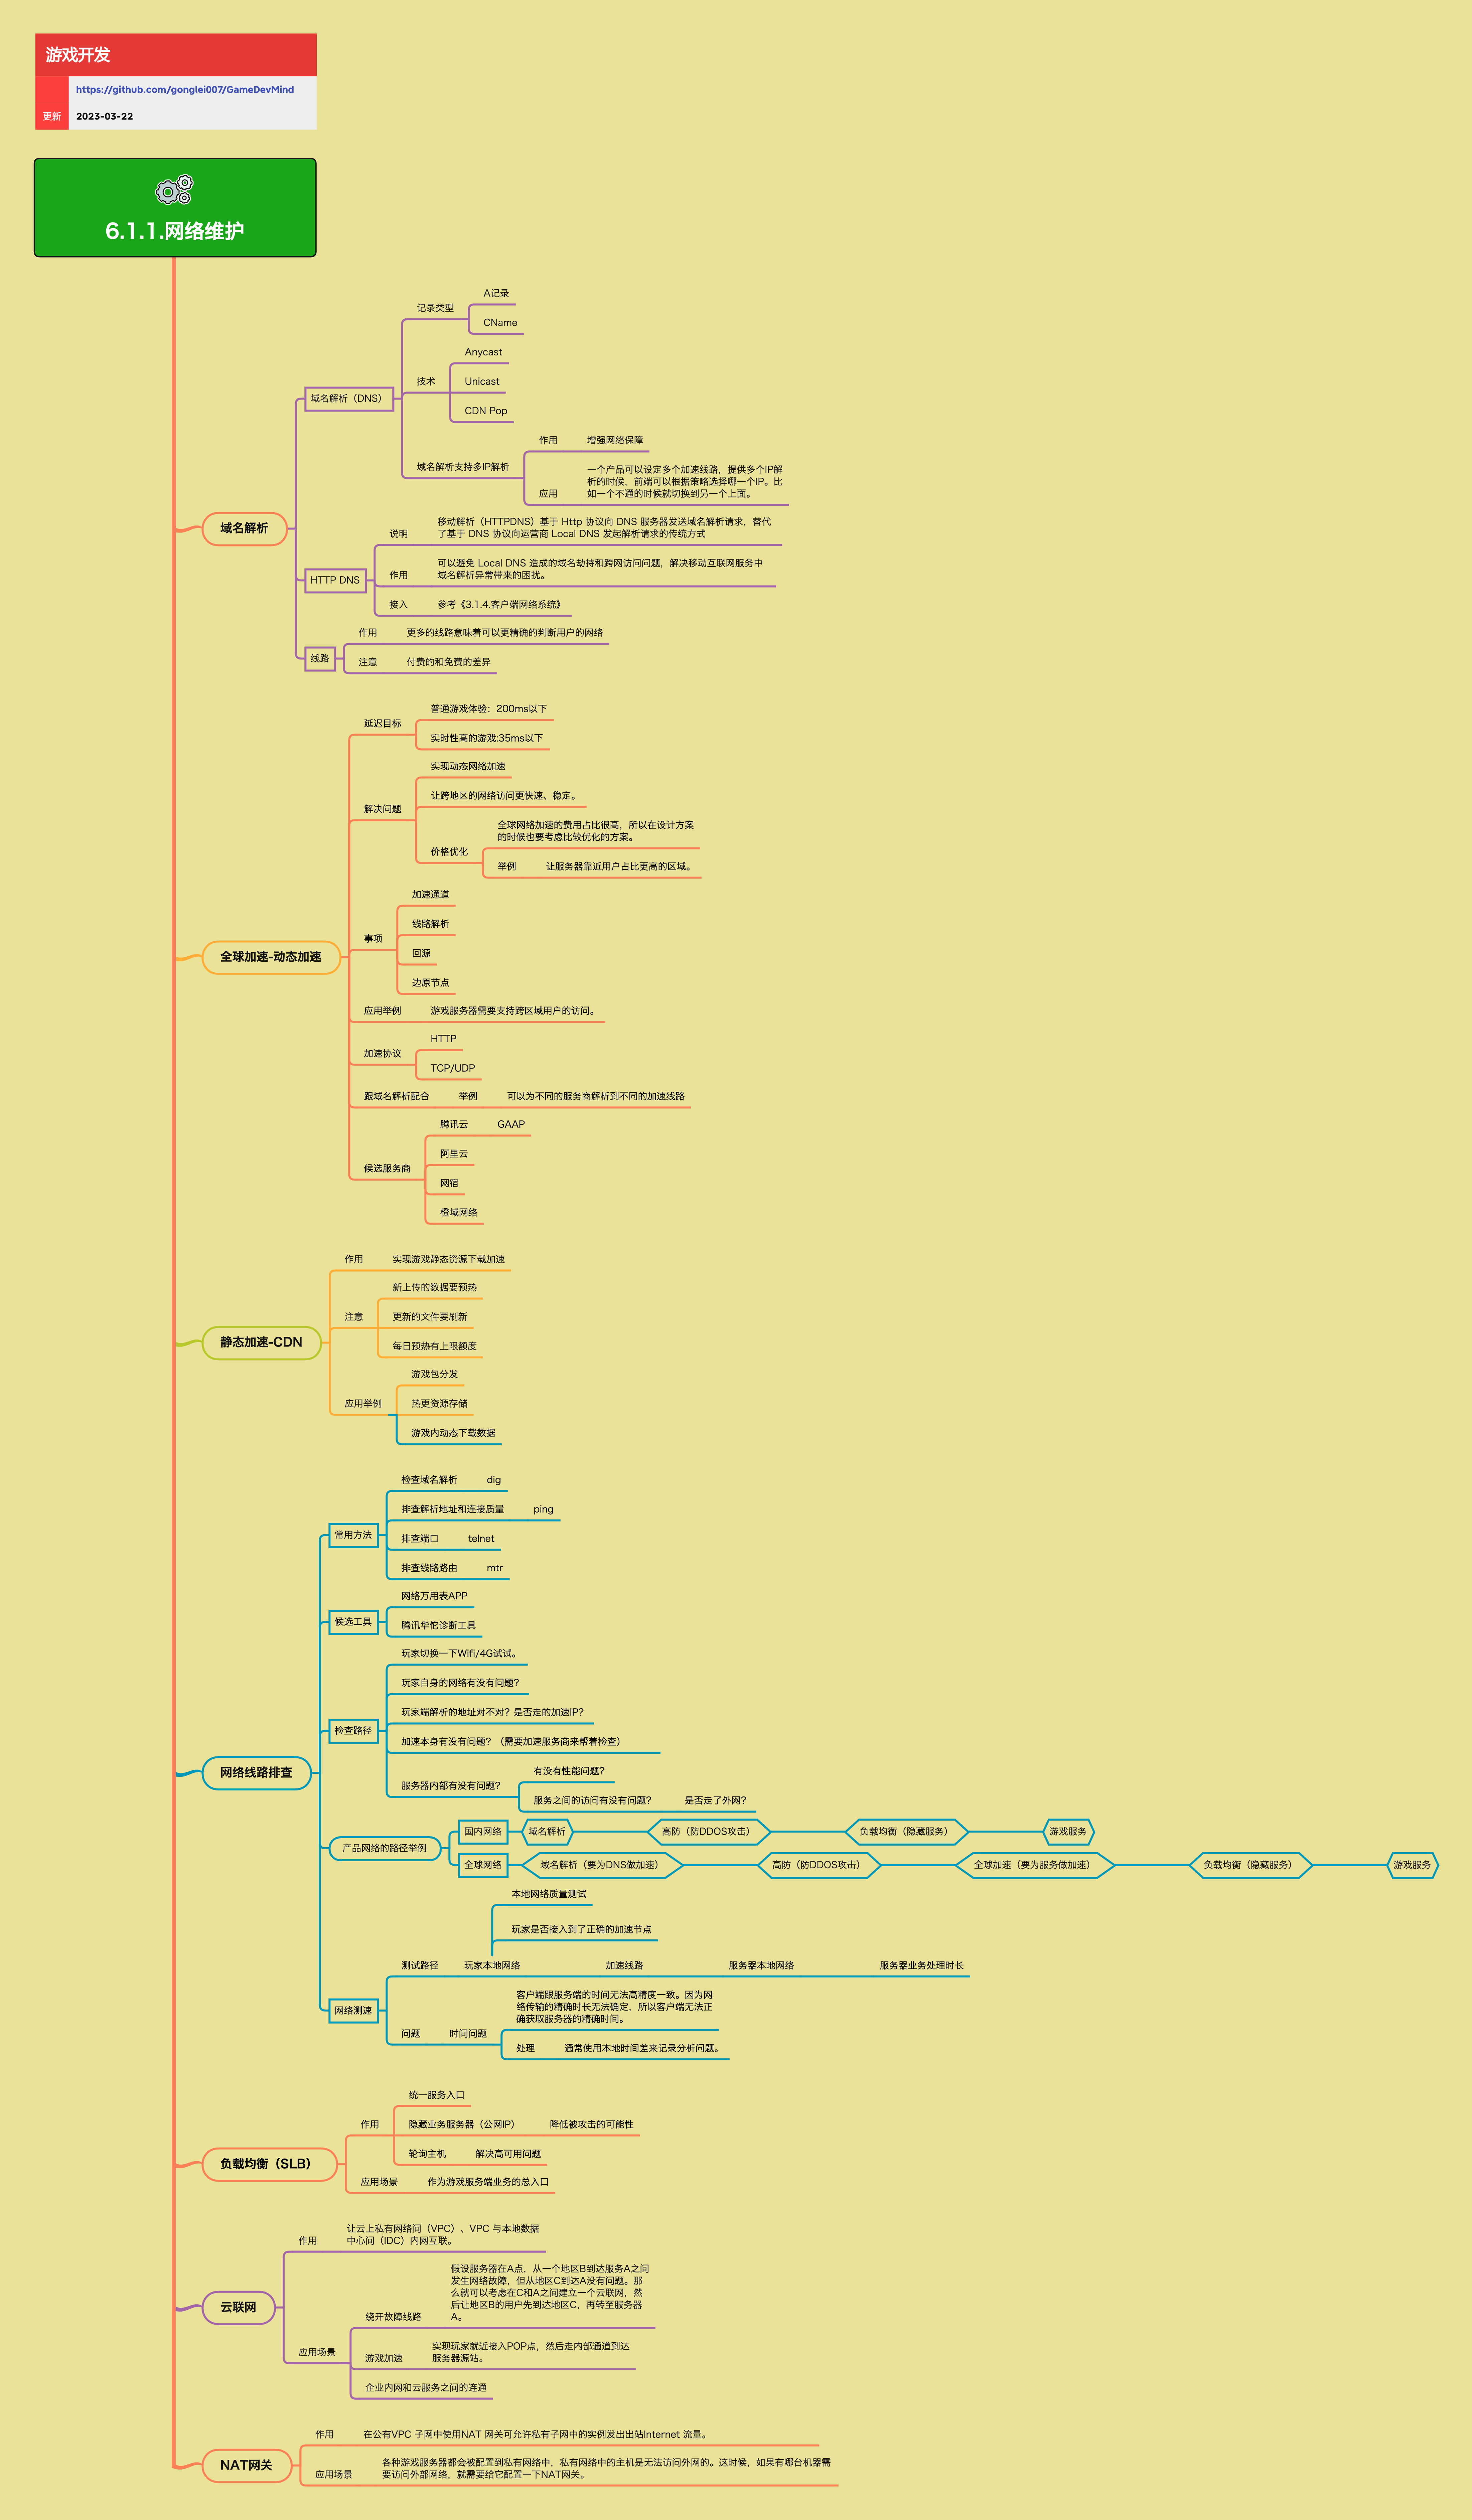 游戏开发
https://github.com/gonglei007/GameDevMind
更新 2023-03-22
6.1.1.网络维护
域名解析
域名解析（DNS）
记录类型
A记录
CName
技术
Anycast
Unicast
CDN Pop
域名解析支持多IP解析
作用 增强网络保障
应用
一个产品可以设定多个加速线路，提供多个IP解
析的时候，前端可以根据策略选择哪一个IP。比
如一个不通的时候就切换到另一个上面。
HTTP DNS
说明
移动解析（HTTPDNS）基于 Http 协议向 DNS 服务器发送域名解析请求，替代
了基于 DNS 协议向运营商 Local DNS 发起解析请求的传统方式
作用
可以避免 Local DNS 造成的域名劫持和跨网访问问题，解决移动互联网服务中
域名解析异常带来的困扰。
接入 参考《3.1.4.客户端网络系统》
线路
作用 更多的线路意味着可以更精确的判断用户的网络
注意 付费的和免费的差异
全球加速-动态加速
延迟目标
普通游戏体验：200ms以下
实时性高的游戏:35ms以下
解决问题
实现动态网络加速
让跨地区的网络访问更快速、稳定。
价格优化
全球网络加速的费用占比很高，所以在设计方案
的时候也要考虑比较优化的方案。
举例 让服务器靠近用户占比更高的区域。
事项
加速通道
线路解析
回源
边原节点
应用举例 游戏服务器需要支持跨区域用户的访问。
加速协议
HTTP
TCP/UDP
跟域名解析配合 举例 可以为不同的服务商解析到不同的加速线路
候选服务商
腾讯云 GAAP
阿里云
网宿
橙域网络
静态加速-CDN
作用 实现游戏静态资源下载加速
注意
新上传的数据要预热
更新的文件要刷新
每日预热有上限额度
应用举例
游戏包分发
热更资源存储
游戏内动态下载数据
网络线路排查
常用方法
检查域名解析 dig
排查解析地址和连接质量 ping
排查端口 telnet
排查线路路由 mtr
候选工具
网络万用表APP
腾讯华佗诊断工具
检查路径
玩家切换一下Wifi/4G试试。
玩家自身的网络有没有问题？
玩家端解析的地址对不对？是否走的加速IP？
加速本身有没有问题？（需要加速服务商来帮着检查）
服务器内部有没有问题？
有没有性能问题？
服务之间的访问有没有问题？ 是否走了外网？
产品网络的路径举例
国内网络 域名解析 高防（防DDOS攻击） 负载均衡（隐藏服务） 游戏服务
全球网络 域名解析（要为DNS做加速） 高防（防DDOS攻击） 全球加速（要为服务做加速） 负载均衡（隐藏服务） 游戏服务
网络测速
本地网络质量测试
玩家是否接入到了正确的加速节点
测试路径 玩家本地网络 加速线路 服务器本地网络 服务器业务处理时长
问题 时间问题
客户端跟服务端的时间无法高精度一致。因为网
络传输的精确时长无法确定，所以客户端无法正
确获取服务器的精确时间。
处理 通常使用本地时间差来记录分析问题。
负载均衡（SLB）
作用
统一服务入口
隐藏业务服务器（公网IP） 降低被攻击的可能性
轮询主机 解决高可用问题
应用场景 作为游戏服务端业务的总入口
云联网
作用
让云上私有网络间（VPC）、VPC 与本地数据
中心间（IDC）内网互联。
应用场景
绕开故障线路
假设服务器在A点，从一个地区B到达服务A之间
发生网络故障，但从地区C到达A没有问题。那
么就可以考虑在C和A之间建立一个云联网，然
后让地区B的用户先到达地区C，再转至服务器
A。
游戏加速
实现玩家就近接入POP点，然后走内部通道到达
服务器源站。
企业内网和云服务之间的连通
NAT网关
作用 在公有VPC 子网中使用NAT 网关可允许私有子网中的实例发出出站Internet 流量。
应用场景
各种游戏服务器都会被配置到私有网络中，私有网络中的主机是无法访问外网的。这时候，如果有哪台机器需
要访问外部网络，就需要给它配置一下NAT网关。